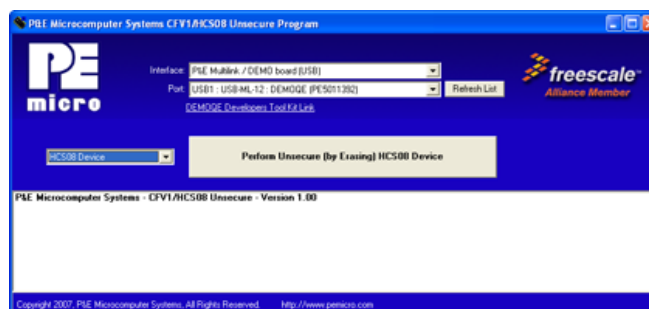 P&E Microcomputer Systems CFV1/HCS08 Unsecure Program
PE
micro
Interface: P&E Multilink / DEMO board (USB)
Port: USB1 : USB-ML-12 : DEMOQE (PE5011392)
Refresh List
DEMOQE Developers Tool Kit Link
freescale
Alliance Member
HCS08 Device
Perform Unsecure (by Erasing) HCS08 Device
P&E Microcomputer Systems - CFV1/HCS08 Unsecure - Version 1.00
Copyright 2007, P&E Microcomputer Systems, All Rights Reserved. http://www.pemicro.com